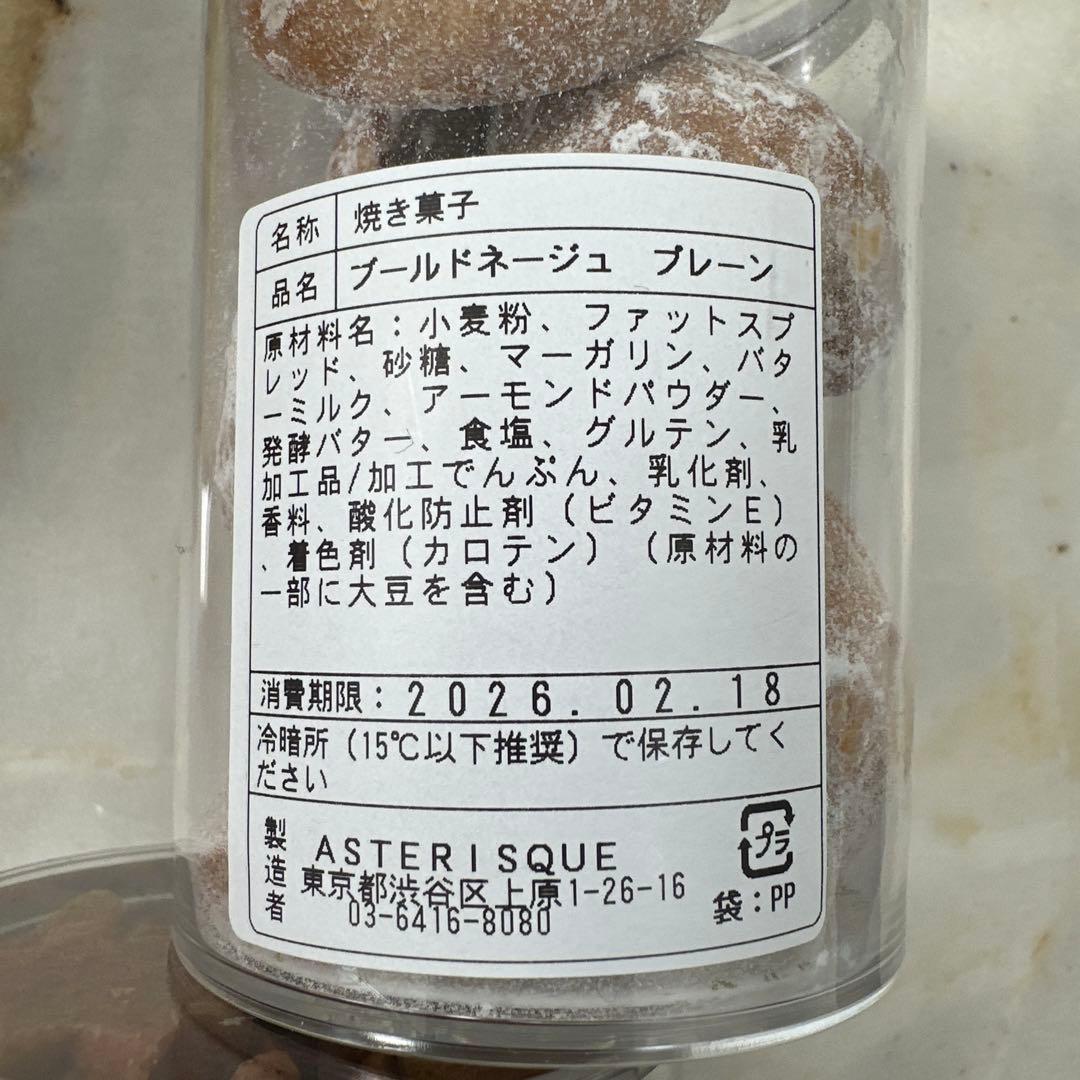 名称 焼き菓子
品名 ブールドネージュ プレーン
原材料名：小麦粉、ファットスプ
レッド、砂糖、マーガリン、バタ
ーミルク、アーモンドパウダー、
発酵バター、食塩、グルテン、乳
加工品/加工でんぷん、乳化剤、
香料、酸化防止剤（ビタミンE）
、着色剤（カロテン）（原材料の
一部に大豆を含む）
消費期限：2026.02.18
冷暗所（15℃以下推奨）で保存してく
ださい
製造者 ASTERISQUE
東京都渋谷区上原1-26-16
03-6416-8080
プラ
袋：PP